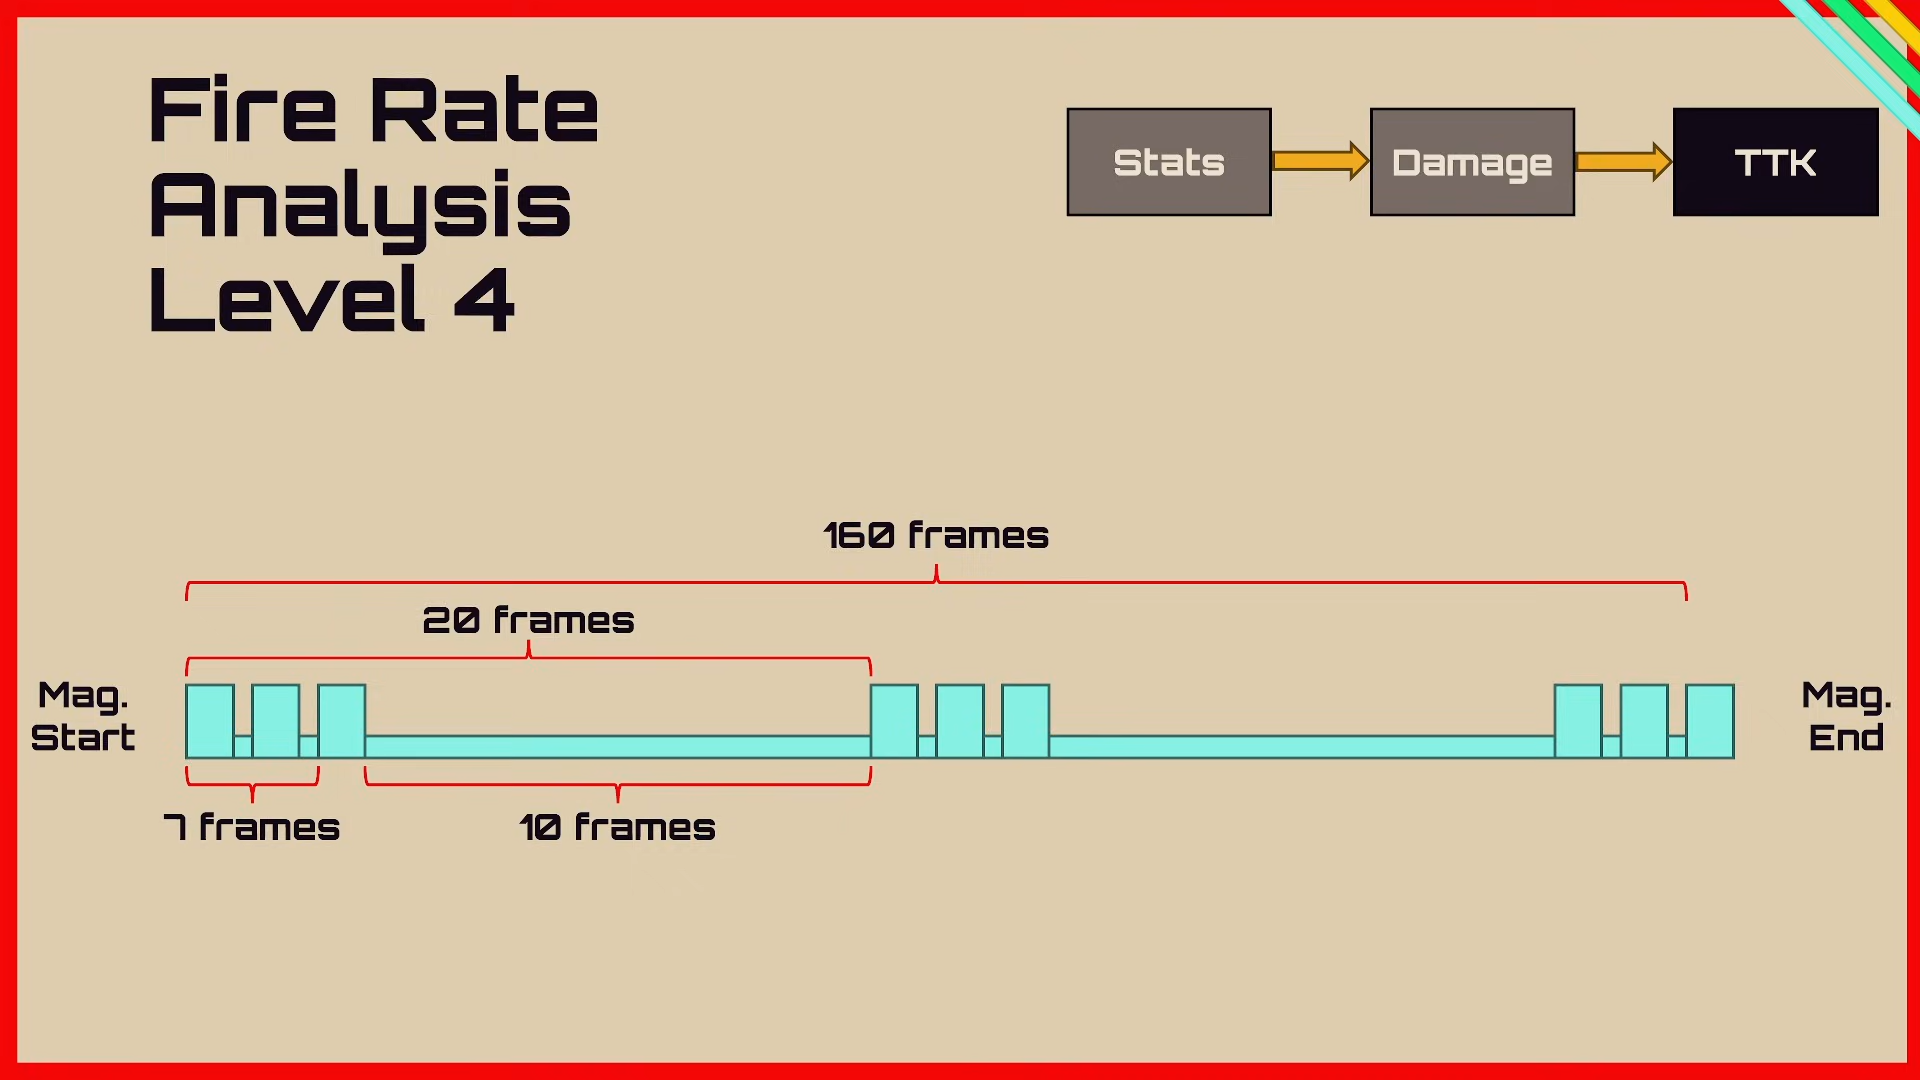 Fire Rate
Analysis
Level 4
Stats
Damage
TTK
160 frames
20 frames
Mag.
Start
Mag.
End
7 frames
10 frames